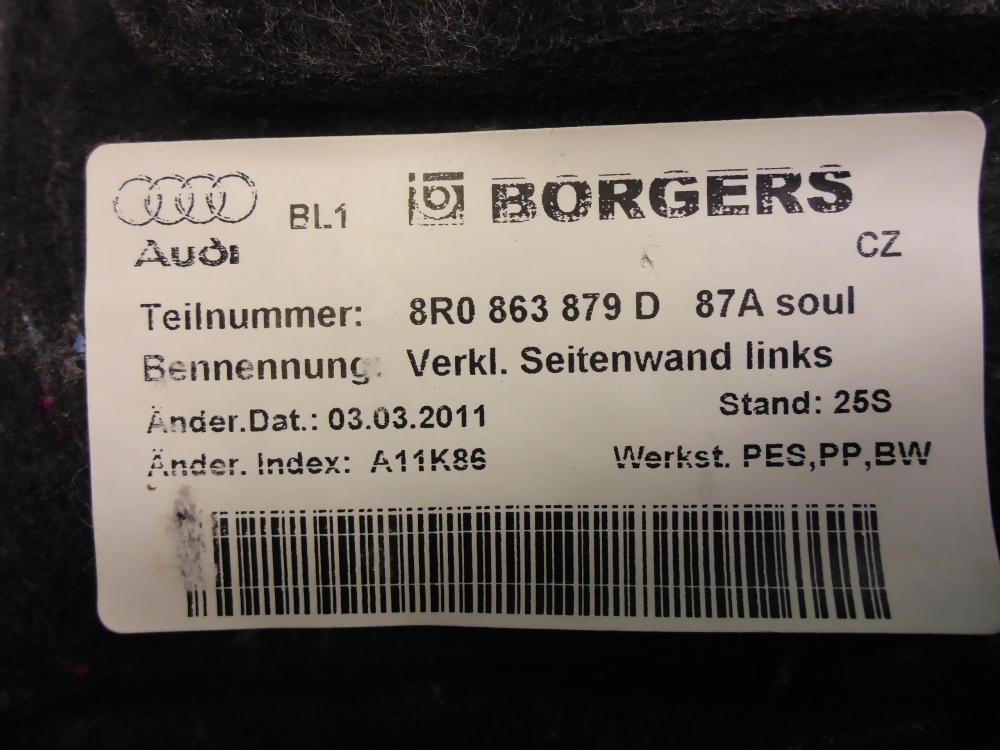 Audi BL1 BORGERS
CZ
Teilnummer: 8R0 863 879 D 87A soul
Bennennung: Verkl. Seitenwand links
Änder.Dat.: 03.03.2011 Stand: 25S
Änder. Index: A11K86 Werkst. PES,PP,BW